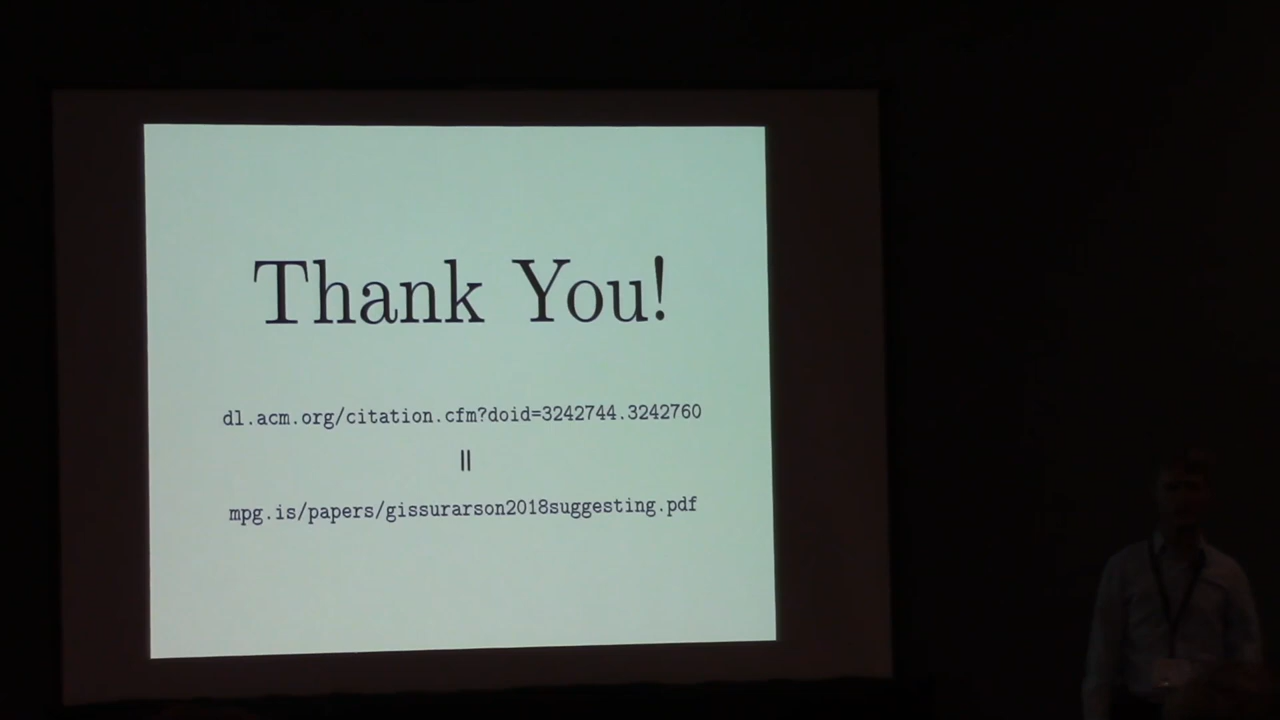 Thank You!
dl.acm.org/citation.cfm?doid=3242744.3242760
||
mpg.is/papers/gissurarson2018suggesting.pdf